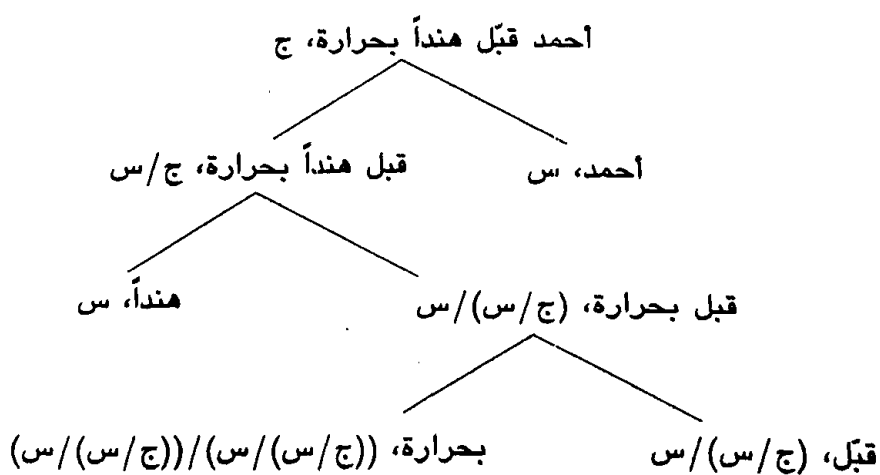 أحمد قبّل هنداً بحرارة، ج
أحمد، س
قبل هنداً بحرارة، ج/س
قبل بحرارة، (ج/س)/س
هنداً، س
قبّل، (ج/س)/س
بحرارة، ((ج/س)/س)/((ج/س)/س)